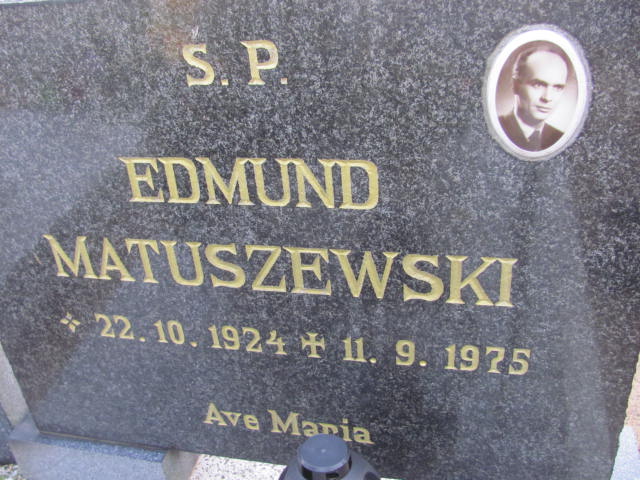 S. P.
EDMUND
MATUSZEWSKI
22. 10. 1924 ✠ 11. 9. 1975
Ave Maria